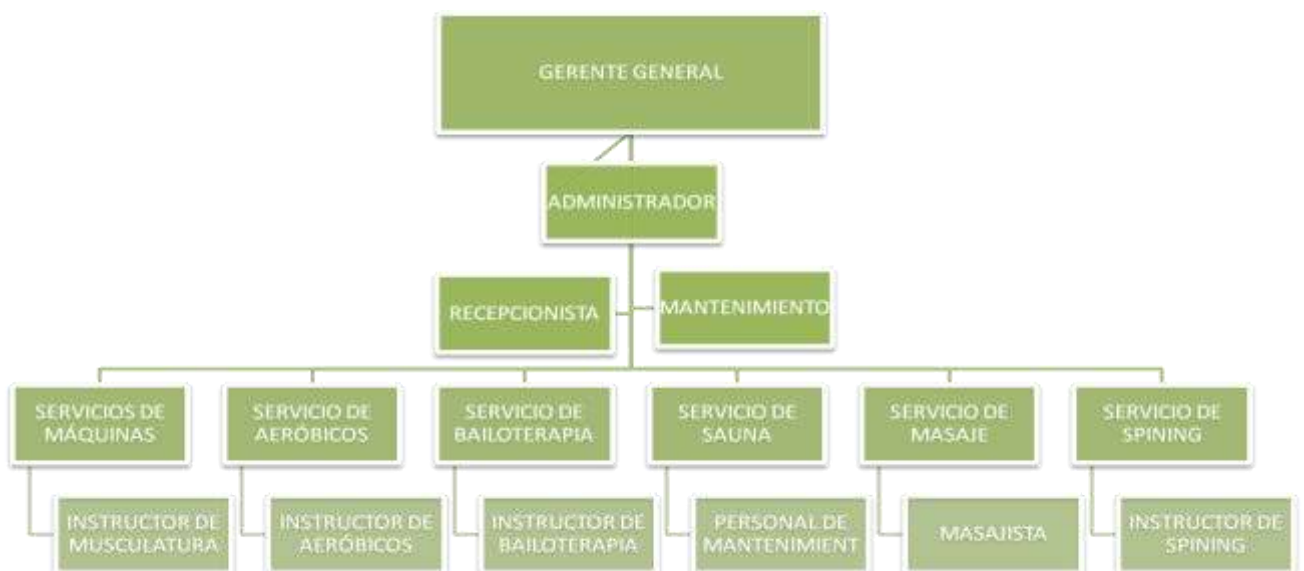 GERENTE GENERAL
ADMINISTRADOR
RECEPCIONISTA
MANTENIMIENTO
SERVICIOS DE
MÁQUINAS
SERVICIO DE
AERÓBICOS
SERVICIO DE
BAILOTERAPIA
SERVICIO DE
SAUNA
SERVICIO DE
MASAJE
SERVICIO DE
SPINING
INSTRUCTOR DE
MUSCULATURA
INSTRUCTOR DE
AERÓBICOS
INSTRUCTOR DE
BAILOTERAPIA
PERSONAL DE
MANTENIMIENT
MASAJISTA
INSTRUCTOR DE
SPINING